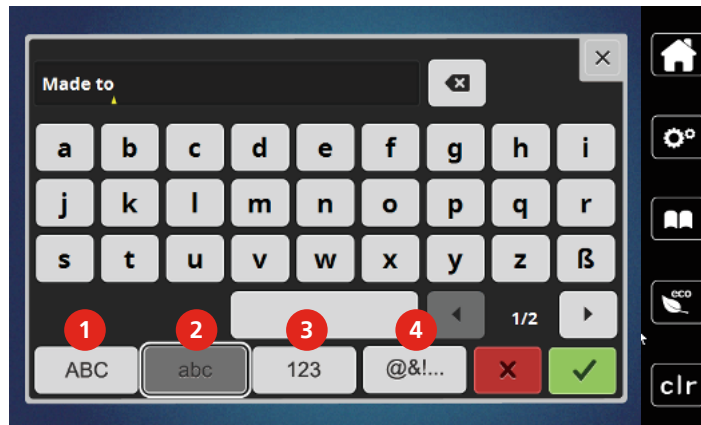 Made to
a b c d e f g h i
j k l m n o p q r
s t u v w x y z ß
eco
1/2
1 2 3 4
ABC abc 123 @&!...
clr